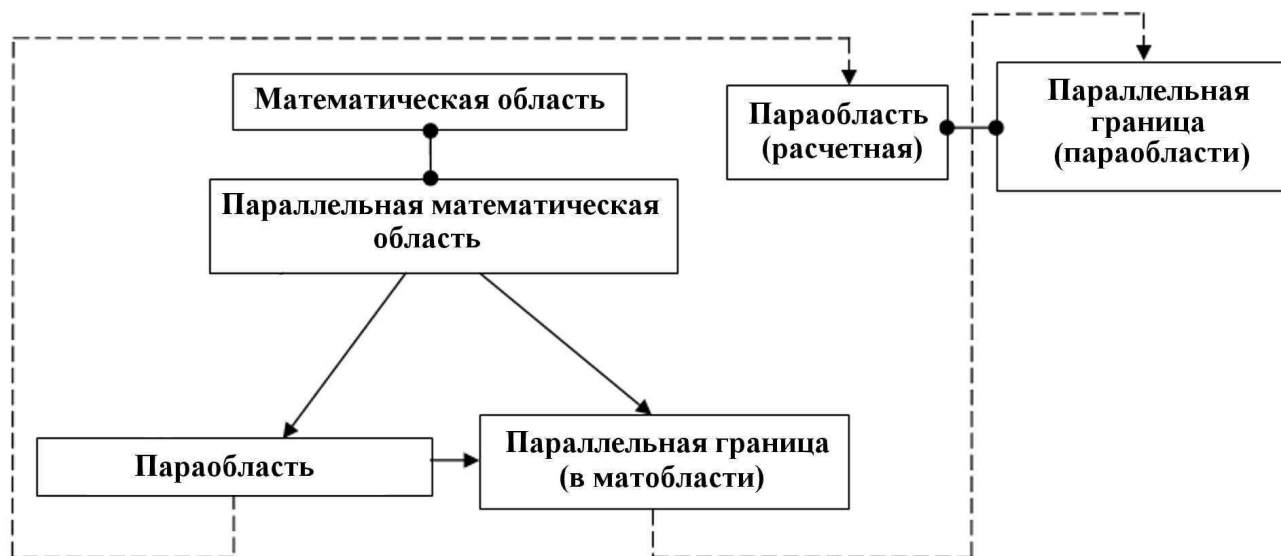 Математическая область
Параллельная математическая
область
Параобласть
(расчетная)
Параллельная
граница
(параобласти)
Параобласть
Параллельная граница
(в матобласти)